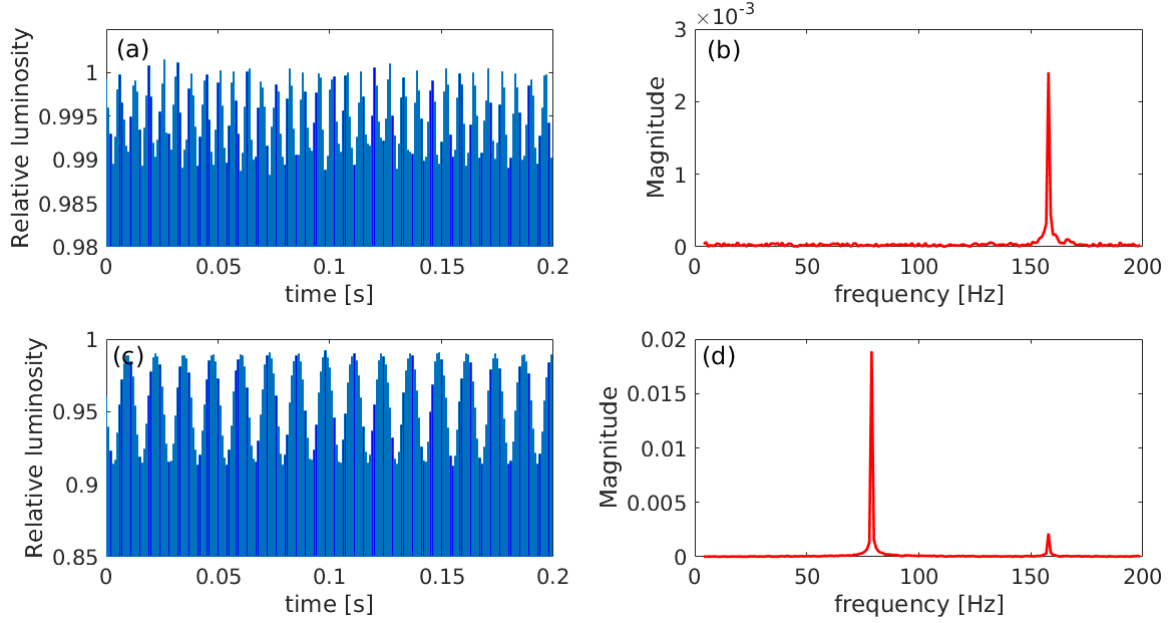 (a)
Relative luminosity
1
0.995
0.99
0.985
0.98
0 0.05 0.1 0.15 0.2
time [s]
×10⁻³
(b)
Magnitude
3
2
1
0
0 50 100 150 200
frequency [Hz]
(c)
Relative luminosity
1
0.95
0.9
0.85
0 0.05 0.1 0.15 0.2
time [s]
(d)
Magnitude
0.02
0.015
0.01
0.005
0
0 50 100 150 200
frequency [Hz]